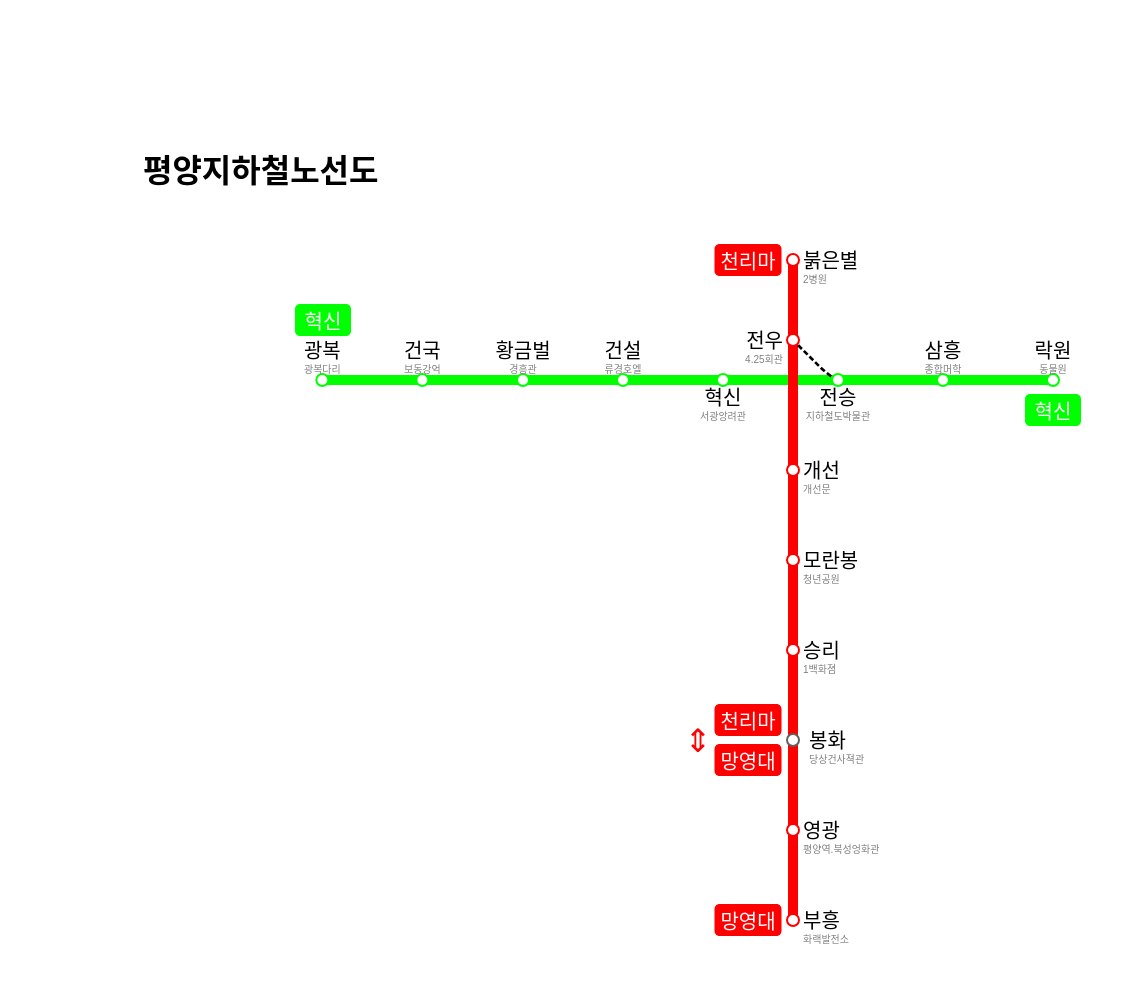 평양지하철노선도
천리마
붉은별
2병원
혁신
광복
광복다리
건국
보통강역
황금벌
경흥관
건설
류경호엘
전우
4.25회관
삼흥
종합머학
락원
동물원
혁신
서광양려관
전승
지하철도박물관
혁신
개선
개선문
모란봉
청년공원
승리
1백화점
천리마
⇕
망영대
봉화
당상건사젹관
영광
평양역.북성영화관
망영대
부흥
화랙발전소